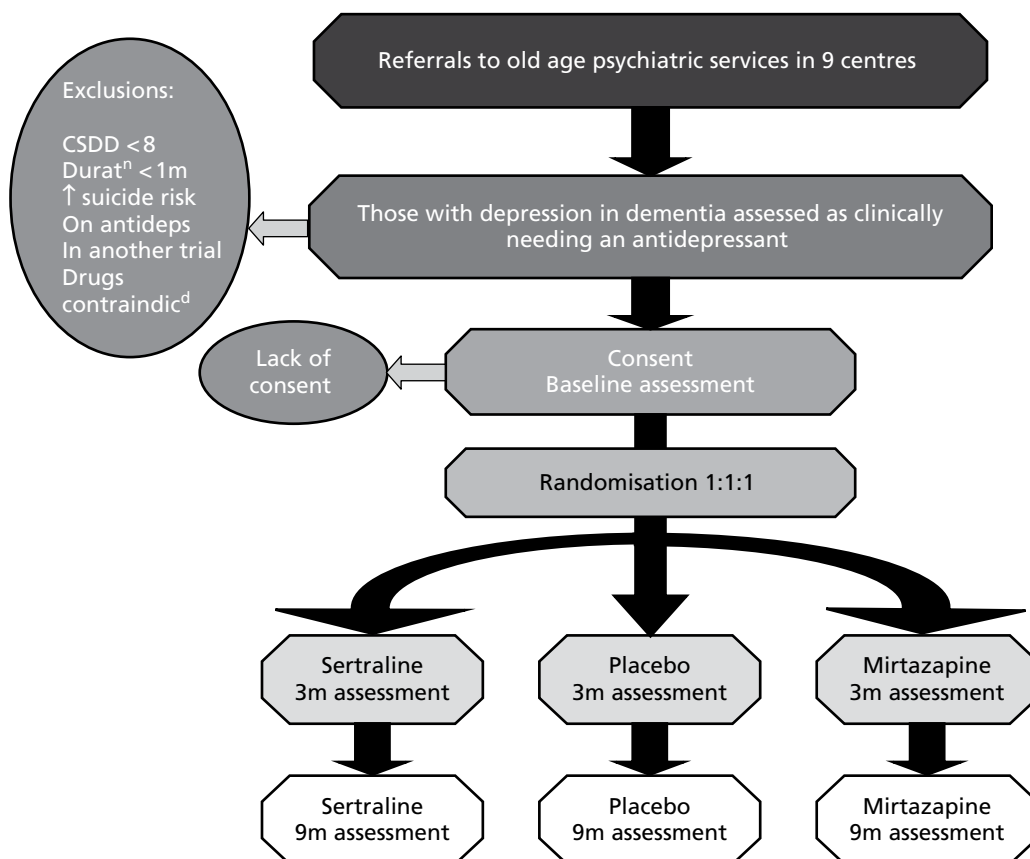 Referrals to old age psychiatric services in 9 centres
Exclusions:
CSDD <8
Duratⁿ <1m
↑ suicide risk
On antideps
In another trial
Drugs
contraindicᵈ
Those with depression in dementia assessed as clinically
needing an antidepressant
Lack of
consent
Consent
Baseline assessment
Randomisation 1:1:1
Sertraline
3m assessment
Placebo
3m assessment
Mirtazapine
3m assessment
Sertraline
9m assessment
Placebo
9m assessment
Mirtazapine
9m assessment